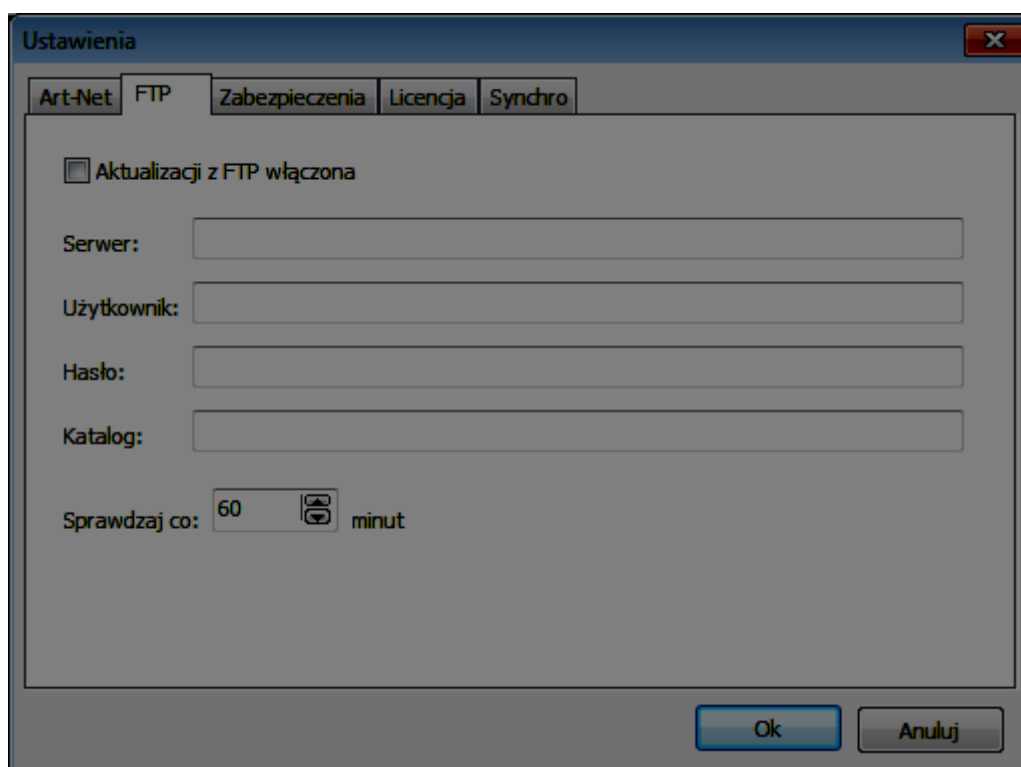 Ustawienia
Art-Net FTP Zabezpieczenia Licencja Synchro
Aktualizacji z FTP włączona
Serwer:
Użytkownik:
Hasło:
Katalog:
Sprawdzaj co: 60 minut
Ok Anuluj